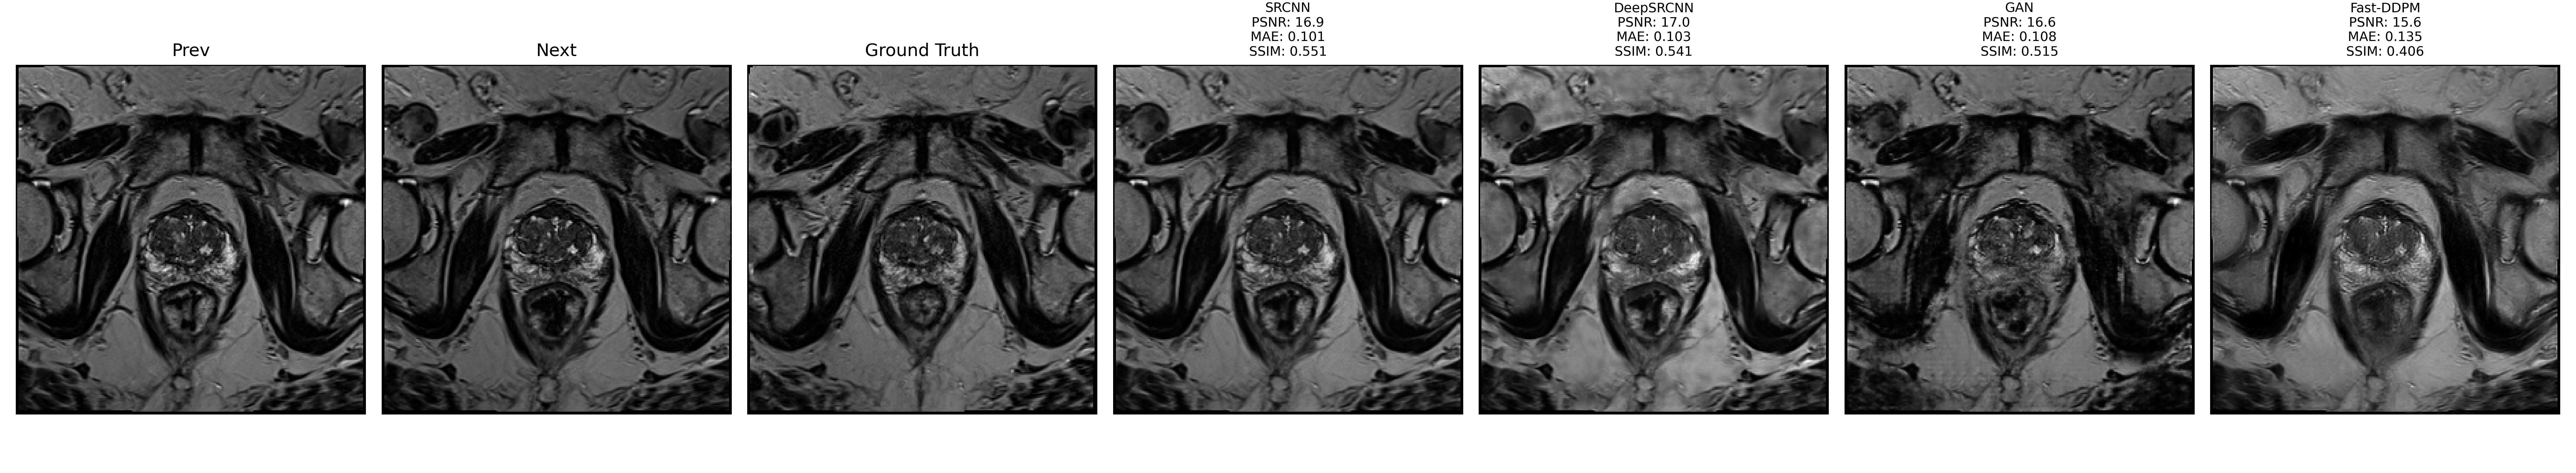 Prev
Next
Ground Truth
SRCNN
PSNR: 16.9
MAE: 0.101
SSIM: 0.551
DeepSRCNN
PSNR: 17.0
MAE: 0.103
SSIM: 0.541
GAN
PSNR: 16.6
MAE: 0.108
SSIM: 0.515
Fast-DDPM
PSNR: 15.6
MAE: 0.135
SSIM: 0.406